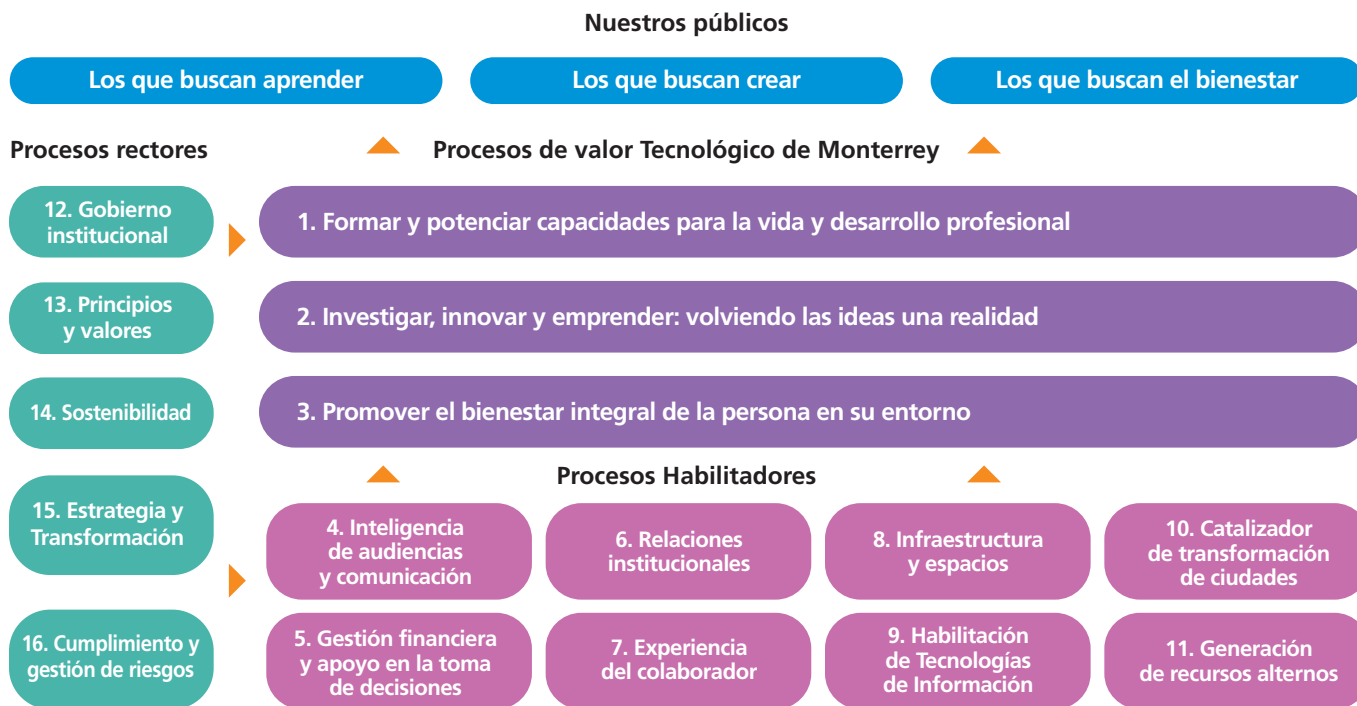 Nuestros públicos
Los que buscan aprender
Los que buscan crear
Los que buscan el bienestar
Procesos rectores
Procesos de valor Tecnológico de Monterrey
12. Gobierno
institucional
13. Principios
y valores
14. Sostenibilidad
15. Estrategia y
Transformación
16. Cumplimiento y
gestión de riesgos
1. Formar y potenciar capacidades para la vida y desarrollo profesional
2. Investigar, innovar y emprender: volviendo las ideas una realidad
3. Promover el bienestar integral de la persona en su entorno
Procesos Habilitadores
4. Inteligencia
de audiencias
y comunicación
6. Relaciones
institucionales
8. Infraestructura
y espacios
10. Catalizador
de transformación
de ciudades
5. Gestión financiera
y apoyo en la toma
de decisiones
7. Experiencia
del colaborador
9. Habilitación
de Tecnologías
de Información
11. Generación
de recursos alternos